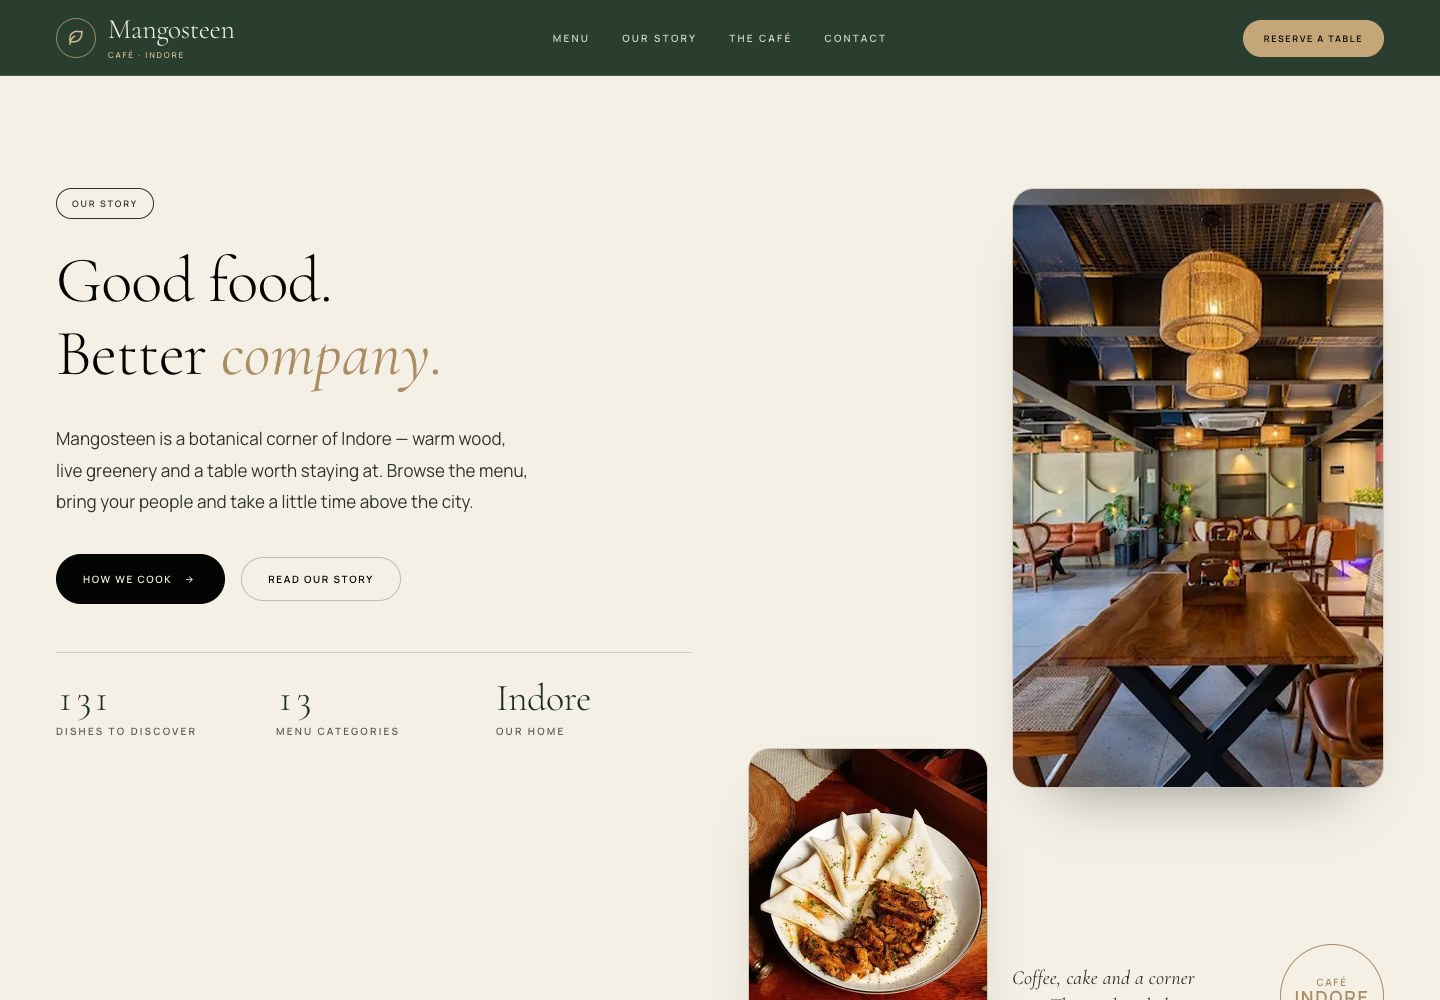 Mangosteen
CAFÉ · INDORE
MENU
OUR STORY
THE CAFÉ
CONTACT
RESERVE A TABLE
OUR STORY
Good food.
Better company.
Mangosteen is a botanical corner of Indore — warm wood,
live greenery and a table worth staying at. Browse the menu,
bring your people and take a little time above the city.
HOW WE COOK →
READ OUR STORY
131
DISHES TO DISCOVER
13
MENU CATEGORIES
Indore
OUR HOME
Coffee, cake and a corner
CAFÉ
INDORE